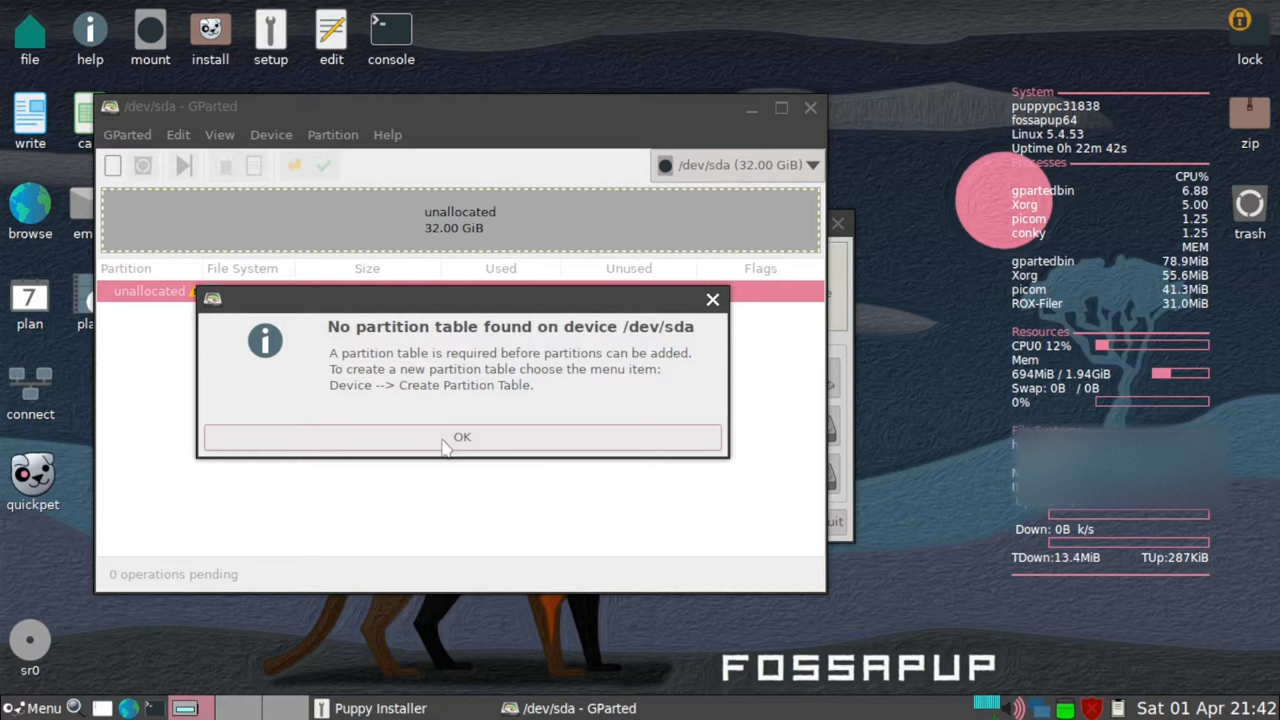 file
help
mount
install
setup
edit
console
lock
write
ca
zip
browse
em
trash
plan
pla
connect
quickpet
sr0
/dev/sda - GParted
GParted Edit View Device Partition Help
/dev/sda (32.00 GiB)
unallocated
32.00 GiB
Partition File System Size Used Unused Flags
unallocated
No partition table found on device /dev/sda
A partition table is required before partitions can be added.
To create a new partition table choose the menu item:
Device --> Create Partition Table.
OK
uit
0 operations pending
System
puppypc31838
fossapup64
Linux 5.4.53
Uptime 0h 22m 42s
Processes
CPU%
gpartedbin 6.88
Xorg 5.00
picom 1.25
conky 1.25
MEM
gpartedbin 78.9MiB
Xorg 55.6MiB
picom 41.3MiB
ROX-Filer 31.0MiB
Resources
CPU0 12%
Mem
694MiB / 1.94GiB
Swap: 0B / 0B
0%
Down: 0B k/s
TDown:13.4MiB TUp:287KiB
FOSSAPUP
Menu
Puppy Installer
/dev/sda - GParted
Sat 01 Apr 21:42